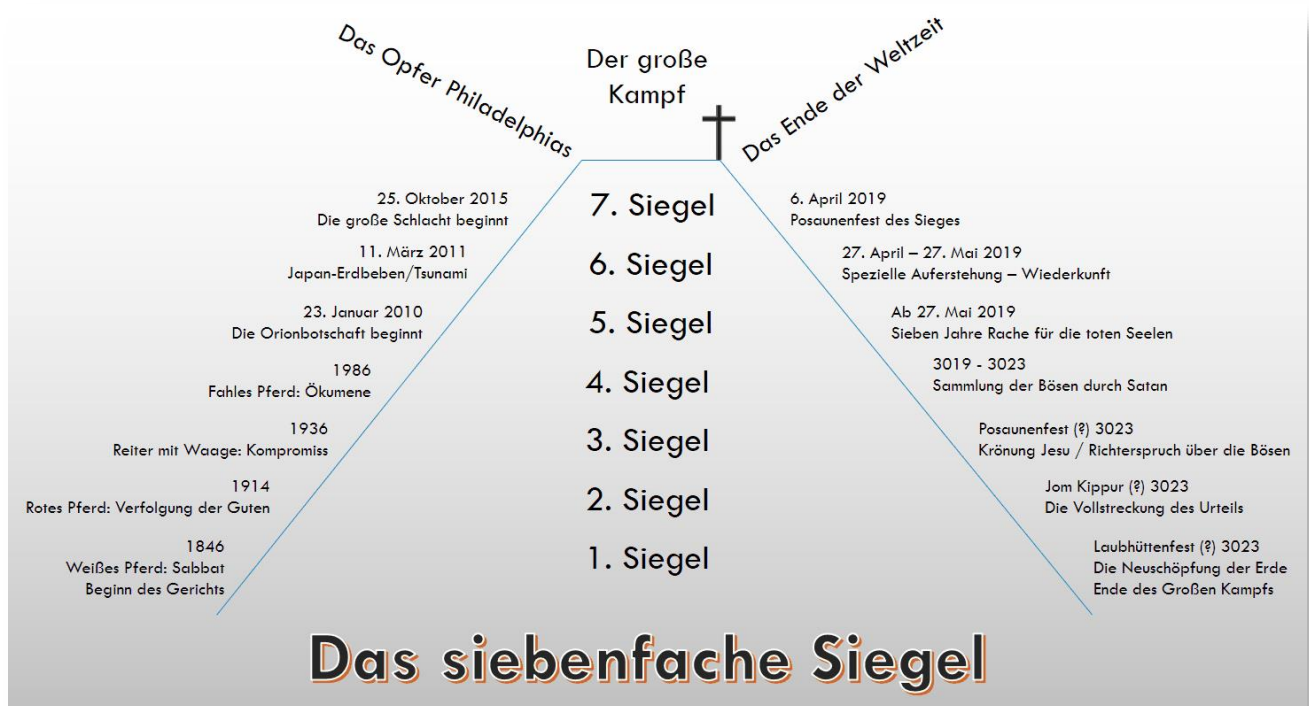 Das Opfer Philadelphias
Der große
Kampf
Das Ende der Weltzeit
25. Oktober 2015
Die große Schlacht beginnt
7. Siegel
6. April 2019
Posaunenfest des Sieges
11. März 2011
Japan-Erdbeben/Tsunami
6. Siegel
27. April – 27. Mai 2019
Spezielle Auferstehung – Wiederkunft
23. Januar 2010
Die Orionbotschaft beginnt
5. Siegel
Ab 27. Mai 2019
Sieben Jahre Rache für die toten Seelen
1986
Fahles Pferd: Ökumene
4. Siegel
3019 - 3023
Sammlung der Bösen durch Satan
1936
Reiter mit Waage: Kompromiss
3. Siegel
Posaunenfest (?) 3023
Krönung Jesu / Richterspruch über die Bösen
1914
Rotes Pferd: Verfolgung der Guten
2. Siegel
Jom Kippur (?) 3023
Die Vollstreckung des Urteils
1846
Weißes Pferd: Sabbat
Beginn des Gerichts
1. Siegel
Laubhüttenfest (?) 3023
Die Neuschöpfung der Erde
Ende des Großen Kampfs
Das siebenfache Siegel